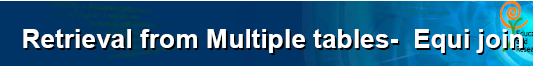 Retrieval from Multiple tables-  Equi join